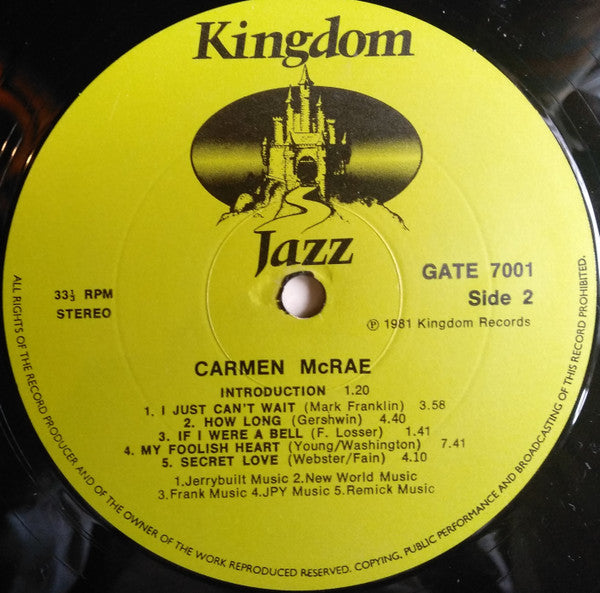 Kingdom
Jazz
33⅓ RPM
STEREO
GATE 7001
Side 2
℗ 1981 Kingdom Records
CARMEN McRAE
INTRODUCTION 1.20
1. I JUST CAN'T WAIT (Mark Franklin) 3.58
2. HOW LONG (Gershwin) 4.40
3. IF I WERE A BELL (F. Losser) 1.41
4. MY FOOLISH HEART (Young/Washington) 7.41
5. SECRET LOVE (Webster/Fain) 4.10
1.Jerrybuilt Music 2.New World Music
3.Frank Music 4.JPY Music 5.Remick Music
ALL RIGHTS OF THE RECORD PRODUCER AND OF THE OWNER OF THE WORK REPRODUCED RESERVED. COPYING, PUBLIC PERFORMANCE AND BROADCASTING OF THIS RECORD PROHIBITED.